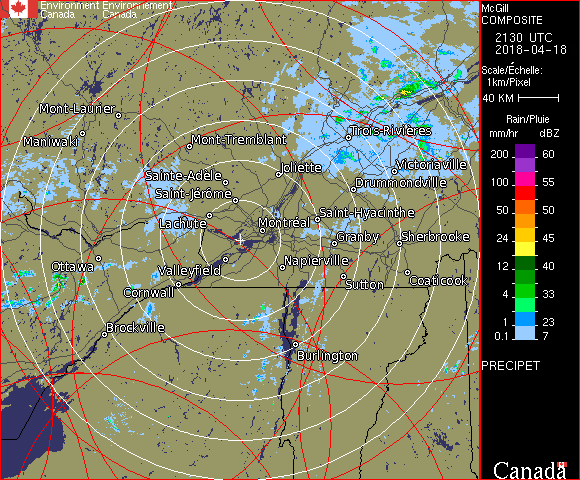 Environment Environnement
Canada Canada
McGill
COMPOSITE
2130 UTC
2018-04-18
Scale/Échelle:
1km/Pixel
40 KM
Rain/Pluie
mm/hr dBZ
200 60
100 55
50 50
24 45
12 40
4 33
1 23
0.1 7
PRECIPET
Canada
Mont-Laurier
Maniwaki
Mont-Tremblant
Trois-Rivières
Sainte-Adèle
Joliette
Victoriaville
Saint-Jérôme
Drummondville
Lachute
Montréal
Saint-Hyacinthe
Granby
Sherbrooke
Ottawa
Valleyfield
Napierville
Cornwall
Sutton
Coaticook
Brockville
Burlington